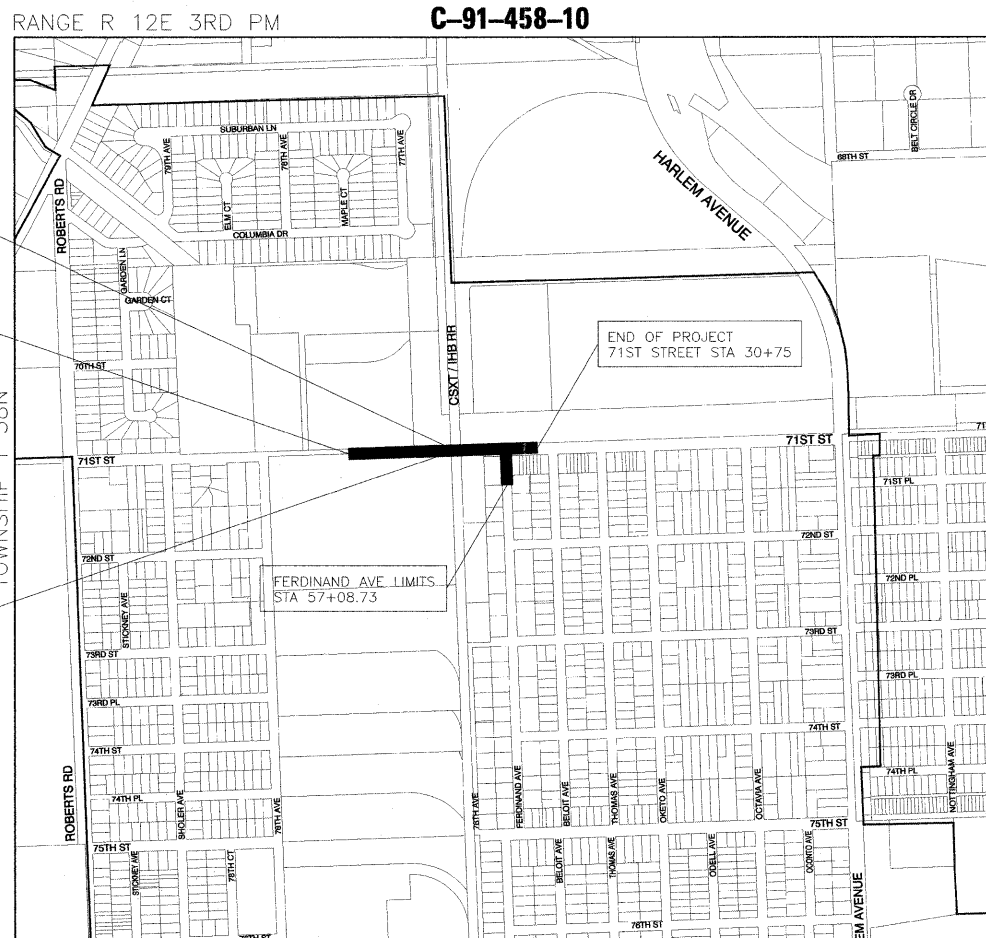 RANGE R 12E 3RD PM
C-91-458-10
BELT CIRCLE DR
SUBURBAN LN
79TH AVE
78TH AVE
77TH AVE
68TH ST
HARLEM AVENUE
ROBERTS RD
ELM CT
MAPLE CT
COLUMBIA DR
GARDEN LN
GARDEN CT
CSXT / IHB RR
END OF PROJECT
71ST STREET STA 30+75
70TH ST
71ST ST
71ST ST
71ST PL
72ND ST
72ND ST
FERDINAND AVE LIMITS
STA 57+08.73
72ND PL
STICKNEY AVE
73RD ST
73RD ST
73RD PL
73RD PL
74TH ST
74TH ST
74TH PL
74TH PL
ROBERTS RD
SHOLER AVE
78TH AVE
76TH AVE
FERDINAND AVE
BELOIT AVE
THOMAS AVE
OKETO AVE
OCTAVIA AVE
NOTTINGHAM AVE
75TH ST
75TH ST
STICKNEY AVE
78TH CT
BELOIT AVE
THOMAS AVE
ODELL AVE
OCONTO AVE
EM AVENUE
76TH ST